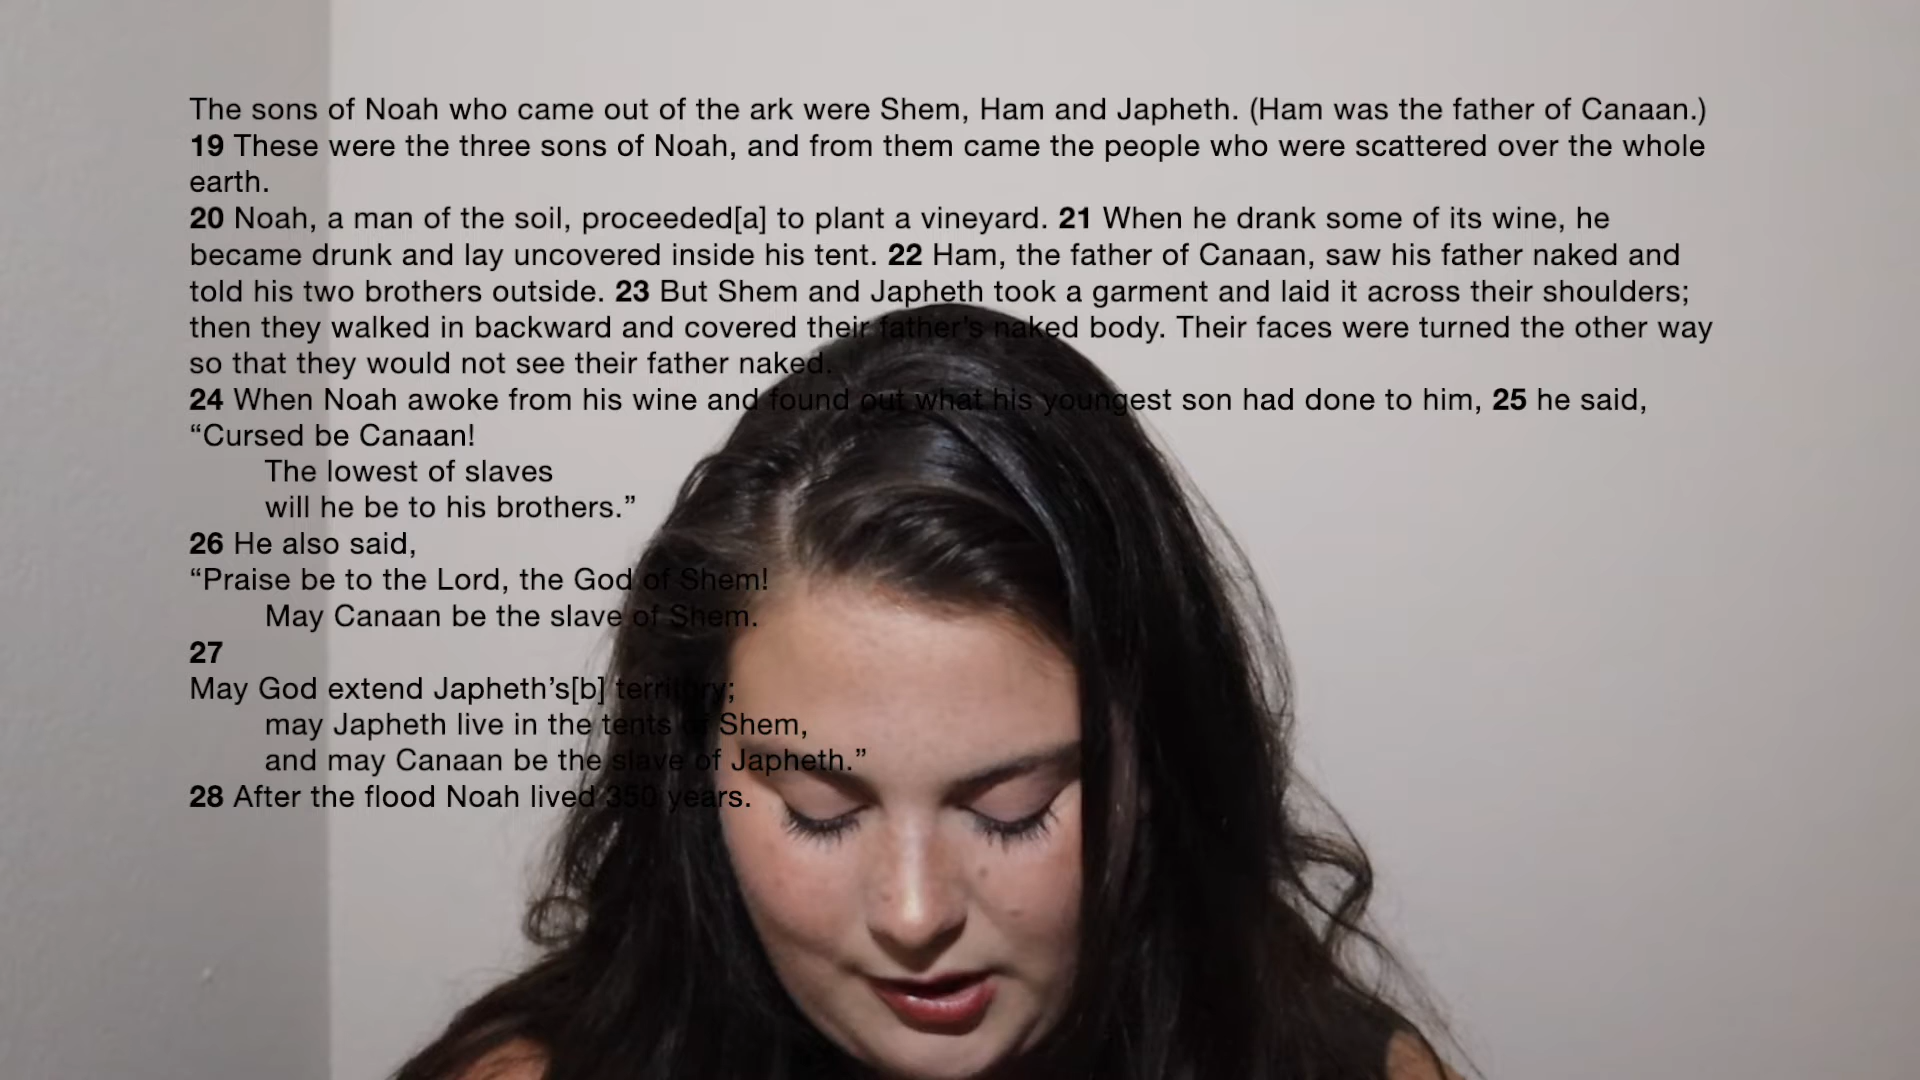 The sons of Noah who came out of the ark were Shem, Ham and Japheth. (Ham was the father of Canaan.)
19 These were the three sons of Noah, and from them came the people who were scattered over the whole
earth.
20 Noah, a man of the soil, proceeded[a] to plant a vineyard. 21 When he drank some of its wine, he
became drunk and lay uncovered inside his tent. 22 Ham, the father of Canaan, saw his father naked and
told his two brothers outside. 23 But Shem and Japheth took a garment and laid it across their shoulders;
then they walked in backward and covered their father’s naked body. Their faces were turned the other way
so that they would not see their father naked.
24 When Noah awoke from his wine and found out what his youngest son had done to him, 25 he said,
“Cursed be Canaan!
The lowest of slaves
will he be to his brothers.”
26 He also said,
“Praise be to the Lord, the God of Shem!
May Canaan be the slave of Shem.
27
May God extend Japheth’s[b] territory;
may Japheth live in the tents of Shem,
and may Canaan be the slave of Japheth.”
28 After the flood Noah lived 350 years.